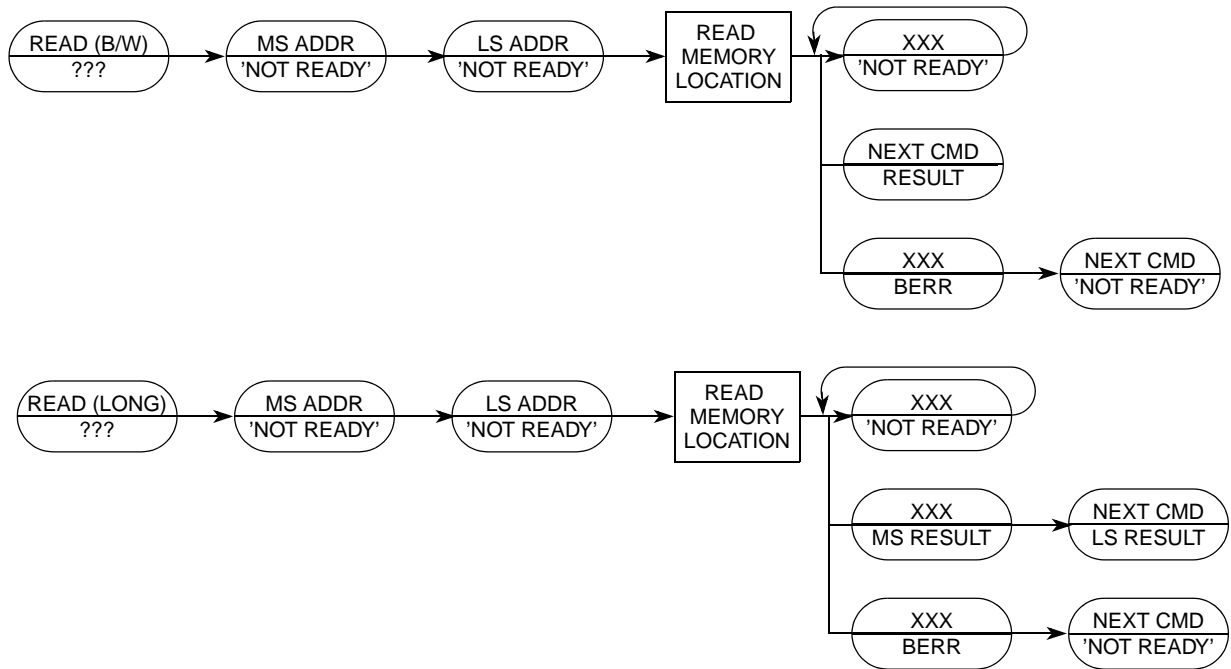 READ (B/W)
???
MS ADDR
'NOT READY'
LS ADDR
'NOT READY'
READ
MEMORY
LOCATION
XXX
'NOT READY'
NEXT CMD
RESULT
XXX
BERR
NEXT CMD
'NOT READY'
READ (LONG)
???
MS ADDR
'NOT READY'
LS ADDR
'NOT READY'
READ
MEMORY
LOCATION
XXX
'NOT READY'
XXX
MS RESULT
NEXT CMD
LS RESULT
XXX
BERR
NEXT CMD
'NOT READY'